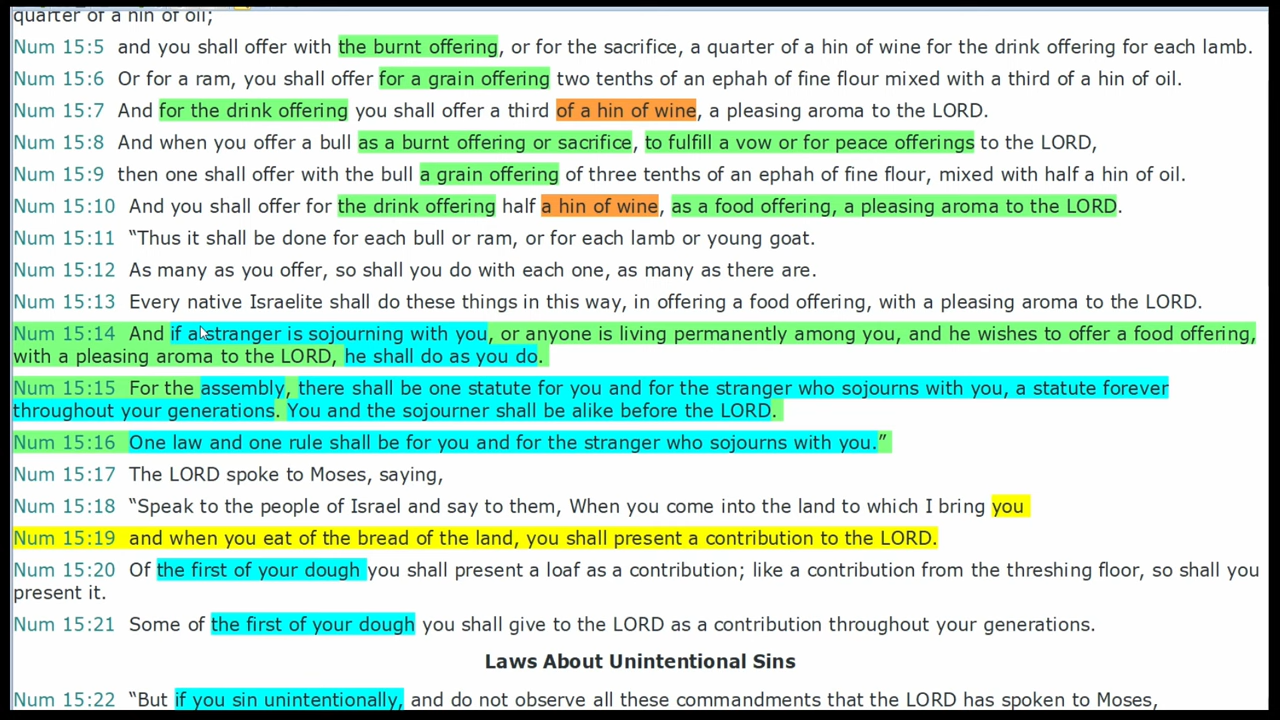 quarter of a hin of oil;
Num 15:5 and you shall offer with the burnt offering, or for the sacrifice, a quarter of a hin of wine for the drink offering for each lamb.
Num 15:6 Or for a ram, you shall offer for a grain offering two tenths of an ephah of fine flour mixed with a third of a hin of oil.
Num 15:7 And for the drink offering you shall offer a third of a hin of wine, a pleasing aroma to the LORD.
Num 15:8 And when you offer a bull as a burnt offering or sacrifice, to fulfill a vow or for peace offerings to the LORD,
Num 15:9 then one shall offer with the bull a grain offering of three tenths of an ephah of fine flour, mixed with half a hin of oil.
Num 15:10 And you shall offer for the drink offering half a hin of wine, as a food offering, a pleasing aroma to the LORD.
Num 15:11 “Thus it shall be done for each bull or ram, or for each lamb or young goat.
Num 15:12 As many as you offer, so shall you do with each one, as many as there are.
Num 15:13 Every native Israelite shall do these things in this way, in offering a food offering, with a pleasing aroma to the LORD.
Num 15:14 And if a stranger is sojourning with you, or anyone is living permanently among you, and he wishes to offer a food offering,
with a pleasing aroma to the LORD, he shall do as you do.
Num 15:15 For the assembly, there shall be one statute for you and for the stranger who sojourns with you, a statute forever
throughout your generations. You and the sojourner shall be alike before the LORD.
Num 15:16 One law and one rule shall be for you and for the stranger who sojourns with you.”
Num 15:17 The LORD spoke to Moses, saying,
Num 15:18 “Speak to the people of Israel and say to them, When you come into the land to which I bring you
Num 15:19 and when you eat of the bread of the land, you shall present a contribution to the LORD.
Num 15:20 Of the first of your dough you shall present a loaf as a contribution; like a contribution from the threshing floor, so shall you
present it.
Num 15:21 Some of the first of your dough you shall give to the LORD as a contribution throughout your generations.
Laws About Unintentional Sins
Num 15:22 “But if you sin unintentionally, and do not observe all these commandments that the LORD has spoken to Moses,